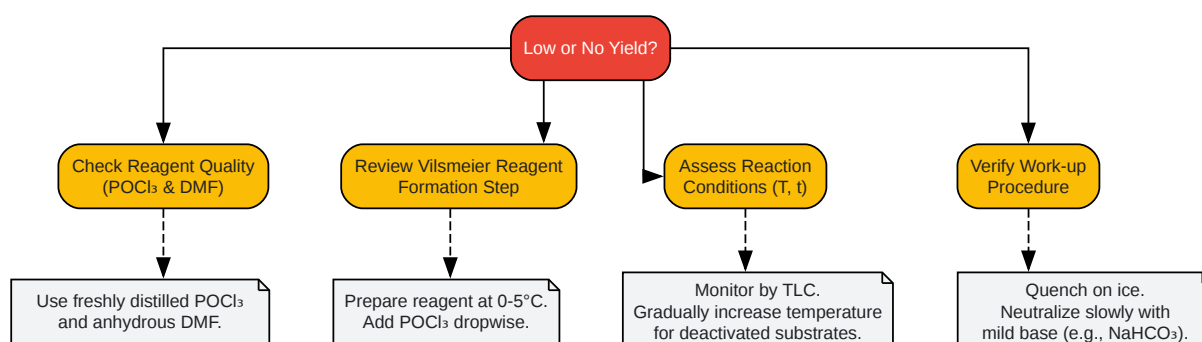 Low or No Yield?
Check Reagent Quality
(POCl₃ & DMF)
Review Vilsmeier Reagent
Formation Step
Assess Reaction
Conditions (T, t)
Verify Work-up
Procedure
Use freshly distilled POCl₃
and anhydrous DMF.
Prepare reagent at 0-5°C.
Add POCl₃ dropwise.
Monitor by TLC.
Gradually increase temperature
for deactivated substrates.
Quench on ice.
Neutralize slowly with
mild base (e.g., NaHCO₃).